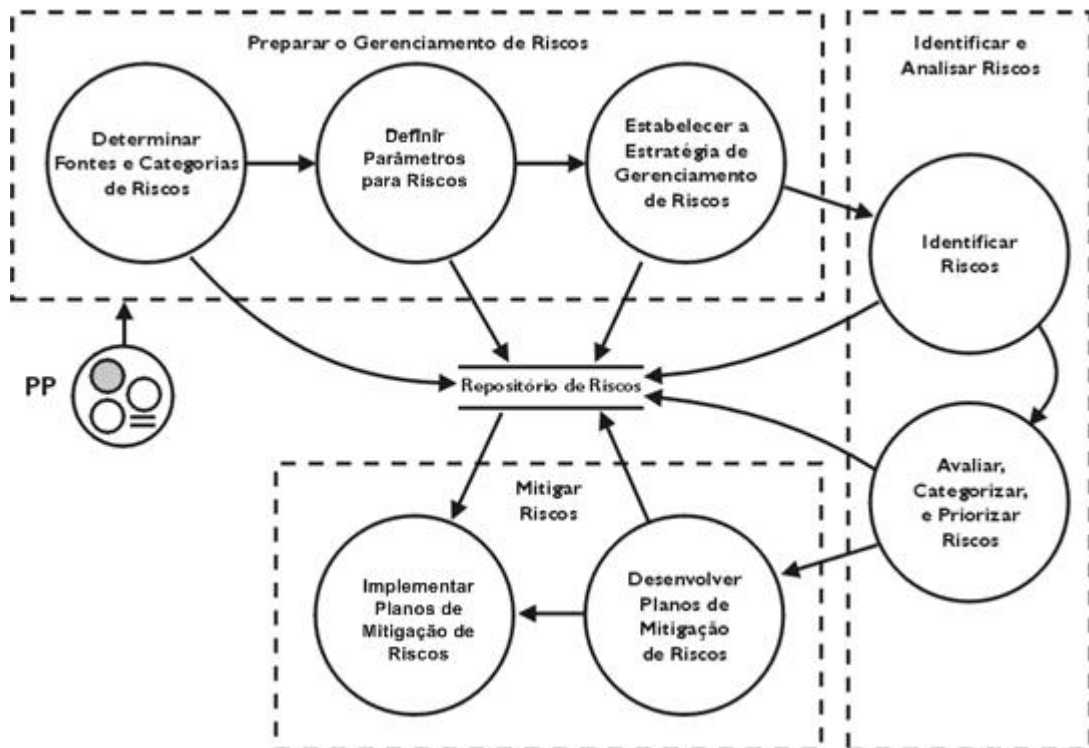 Preparar o Gerenciamento de Riscos
Determinar
Fontes e Categorias
de Riscos
Definir
Parâmetros
para Riscos
Estabelecer a
Estratégia de
Gerenciamento
de Riscos
Identificar e
Analisar Riscos
Identificar
Riscos
PP
Repositório de Riscos
Avaliar,
Categorizar,
e Priorizar
Riscos
Mitigar
Riscos
Implementar
Planos de
Mitigação de
Riscos
Desenvolver
Planos de
Mitigação
de Riscos